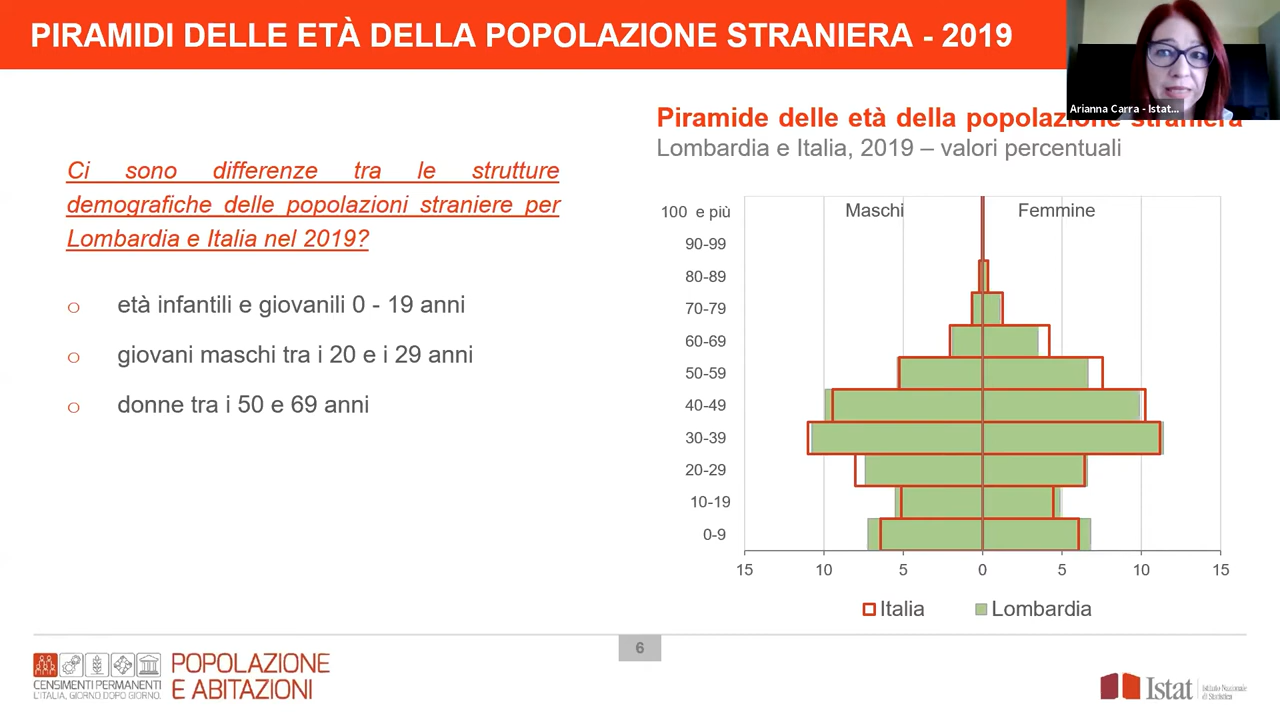 PIRAMIDI DELLE ETÀ DELLA POPOLAZIONE STRANIERA - 2019
Arianna Carra - Istat...
Piramide delle età della popolazione straniera
Lombardia e Italia, 2019 – valori percentuali
Ci sono differenze tra le strutture
demografiche delle popolazioni straniere per
Lombardia e Italia nel 2019?
o età infantili e giovanili 0 - 19 anni
o giovani maschi tra i 20 e i 29 anni
o donne tra i 50 e 69 anni
Maschi Femmine
100 e più
90-99
80-89
70-79
60-69
50-59
40-49
30-39
20-29
10-19
0-9
15 10 5 0 5 10 15
Italia Lombardia
6
CENSIMENTI PERMANENTI
L'ITALIA, GIORNO DOPO GIORNO.
POPOLAZIONE
E ABITAZIONI
Istat
Istituto Nazionale
di Statistica